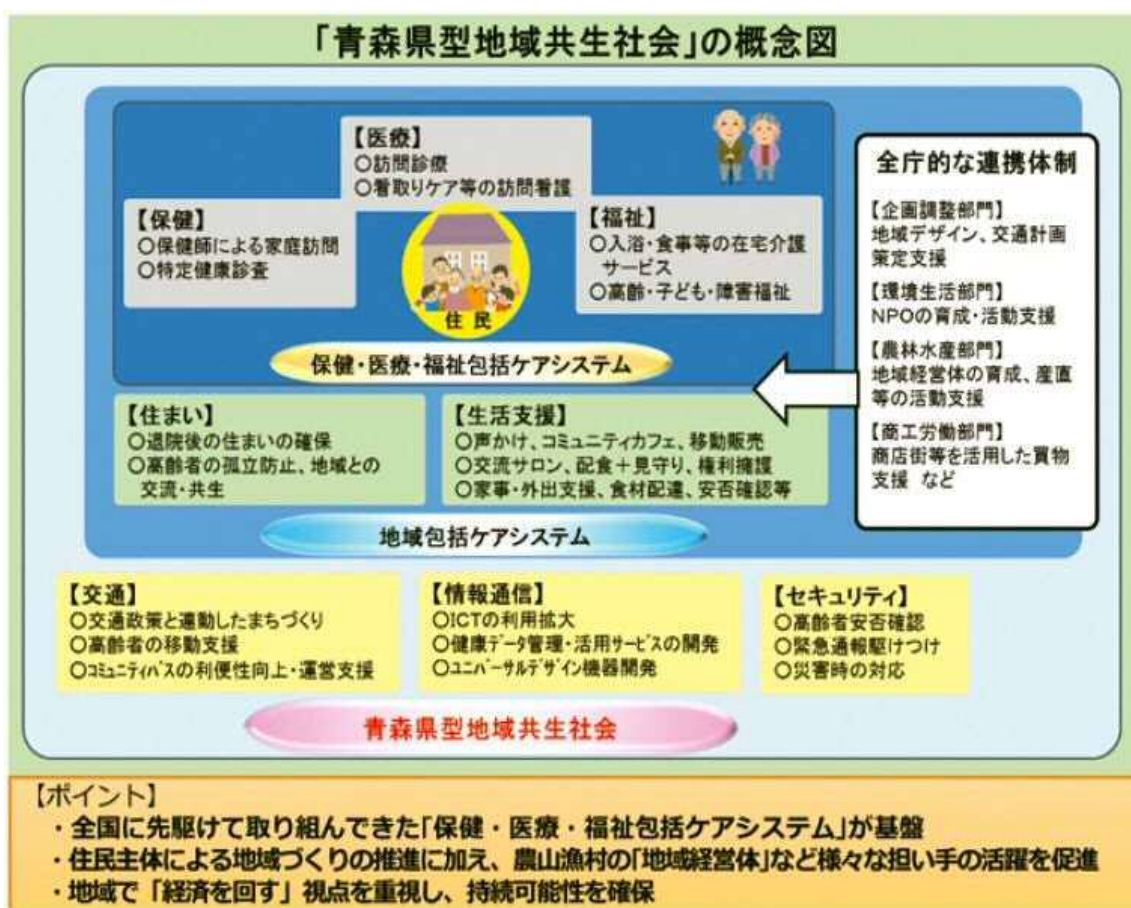 「青森県型地域共生社会」の概念図
【医療】
○訪問診療
○看取りケア等の訪問看護
【保健】
○保健師による家庭訪問
○特定健康診査
【福祉】
○入浴・食事等の在宅介護
サービス
○高齢・子ども・障害福祉
住民
保健・医療・福祉包括ケアシステム
【住まい】
○退院後の住まいの確保
○高齢者の孤立防止、地域との
交流・共生
【生活支援】
○声かけ、コミュニティカフェ、移動販売
○交流サロン、配食+見守り、権利擁護
○家事・外出支援、食材配達、安否確認等
地域包括ケアシステム
全庁的な連携体制
【企画調整部門】
地域デザイン、交通計画
策定支援
【環境生活部門】
NPOの育成・活動支援
【農林水産部門】
地域経営体の育成、産直
等の活動支援
【商工労働部門】
商店街等を活用した買物
支援 など
【交通】
○交通政策と連動したまちづくり
○高齢者の移動支援
○コミュニティバスの利便性向上・運営支援
【情報通信】
○ICTの利用拡大
○健康データ管理・活用サービスの開発
○ユニバーサルデザイン機器開発
【セキュリティ】
○高齢者安否確認
○緊急通報駆けつけ
○災害時の対応
青森県型地域共生社会
【ポイント】
・全国に先駆けて取り組んできた「保健・医療・福祉包括ケアシステム」が基盤
・住民主体による地域づくりの推進に加え、農山漁村の「地域経営体」など様々な担い手の活躍を促進
・地域で「経済を回す」視点を重視し、持続可能性を確保